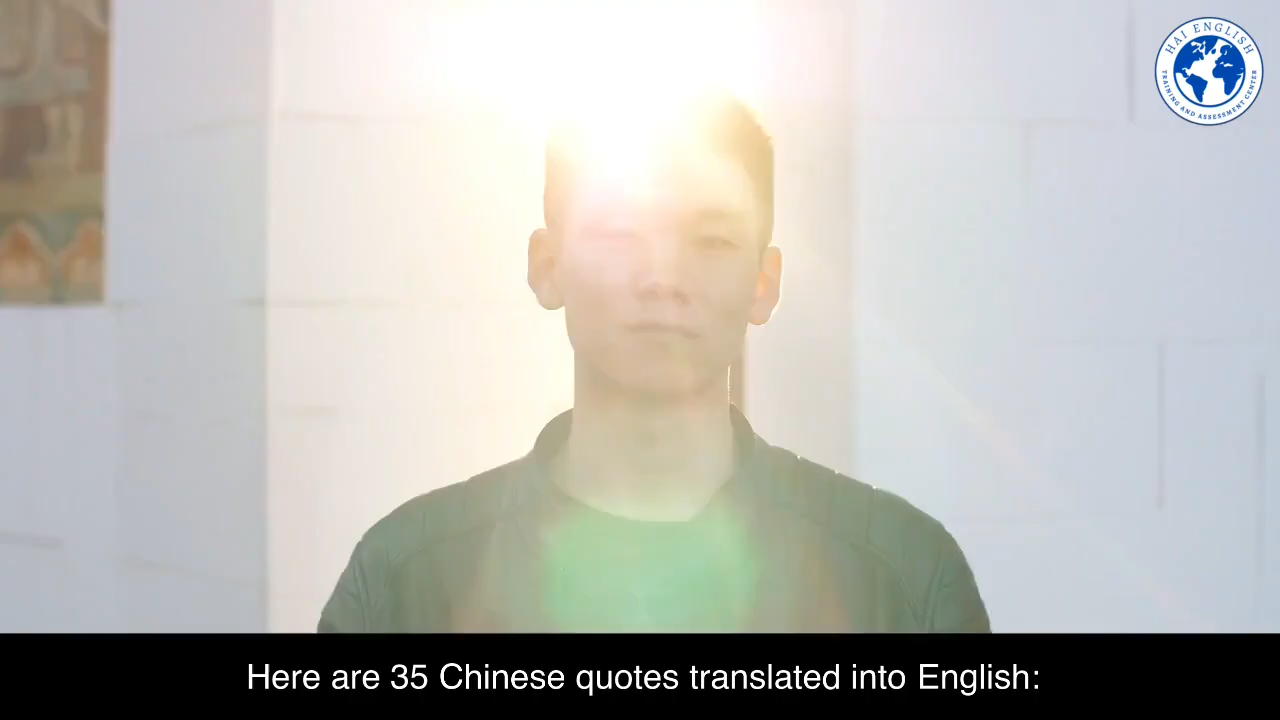 HAI ENGLISH
TRAINING AND ASSESSMENT CENTER
Here are 35 Chinese quotes translated into English: